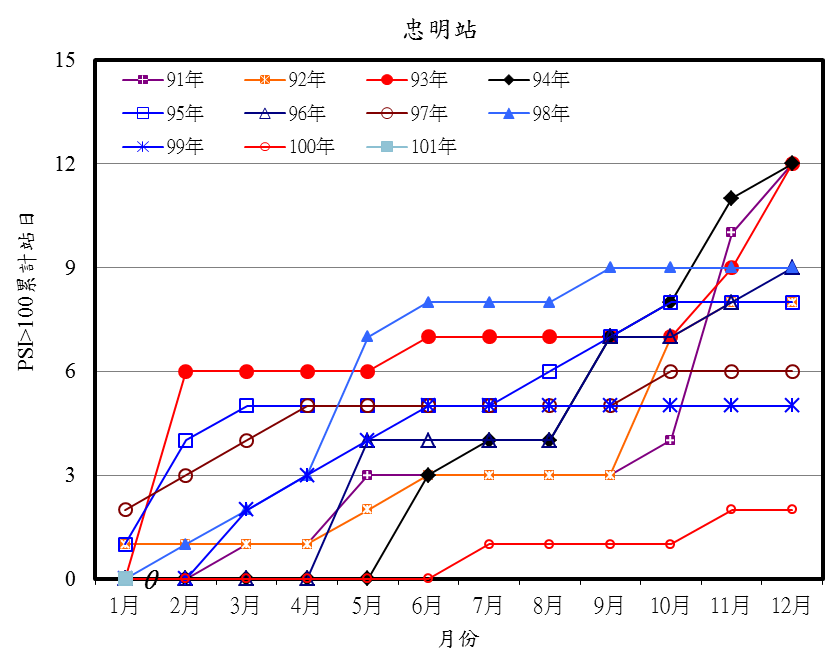 忠明站
PSI>100累計站日
15
12
9
6
3
0
91年 92年 93年 94年
95年 96年 97年 98年
99年 100年 101年
0
1月 2月 3月 4月 5月 6月 7月 8月 9月 10月 11月 12月
月份